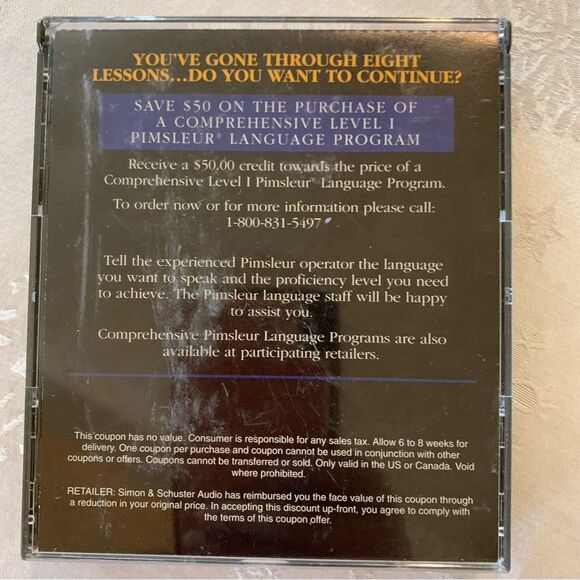 YOU'VE GONE THROUGH EIGHT
LESSONS...DO YOU WANT TO CONTINUE?
SAVE $50 ON THE PURCHASE OF
A COMPREHENSIVE LEVEL I
PIMSLEUR® LANGUAGE PROGRAM
Receive a $50.00 credit towards the price of a
Comprehensive Level I Pimsleur® Language Program.
To order now or for more information please call:
1-800-831-5497
Tell the experienced Pimsleur operator the language
you want to speak and the proficiency level you need
to achieve. The Pimsleur language staff will be happy
to assist you.
Comprehensive Pimsleur Language Programs are also
available at participating retailers.
This coupon has no value. Consumer is responsible for any sales tax. Allow 6 to 8 weeks for
delivery. One coupon per purchase and coupon cannot be used in conjunction with other
coupons or offers. Coupons cannot be transferred or sold. Only valid in the US or Canada. Void
where prohibited.
RETAILER: Simon & Schuster Audio has reimbursed you the face value of this coupon through
a reduction in your original price. In accepting this discount up-front, you agree to comply with
the terms of this coupon offer.